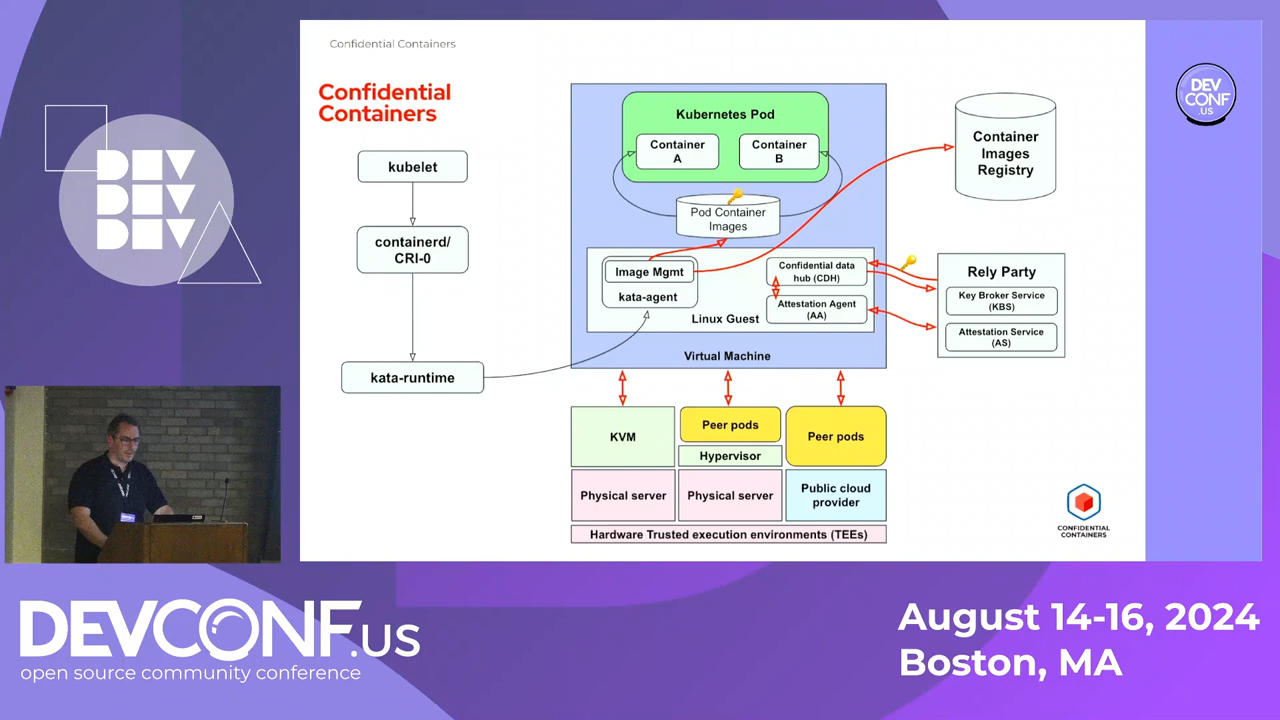 Confidential Containers
Confidential
Containers
kubelet
containerd/
CRI-0
kata-runtime
Kubernetes Pod
Container
A
Container
B
Pod Container
Images
Image Mgmt
kata-agent
Confidential data
hub (CDH)
Attestation Agent
(AA)
Linux Guest
Virtual Machine
Container
Images
Registry
Rely Party
Key Broker Service
(KBS)
Attestation Service
(AS)
KVM
Peer pods
Hypervisor
Peer pods
Physical server
Physical server
Public cloud
provider
Hardware Trusted execution environments (TEEs)
CONFIDENTIAL
CONTAINERS
DEV
CONF
.US
DEV
DEV
DEV
DEVCONF.US
open source community conference
August 14-16, 2024
Boston, MA